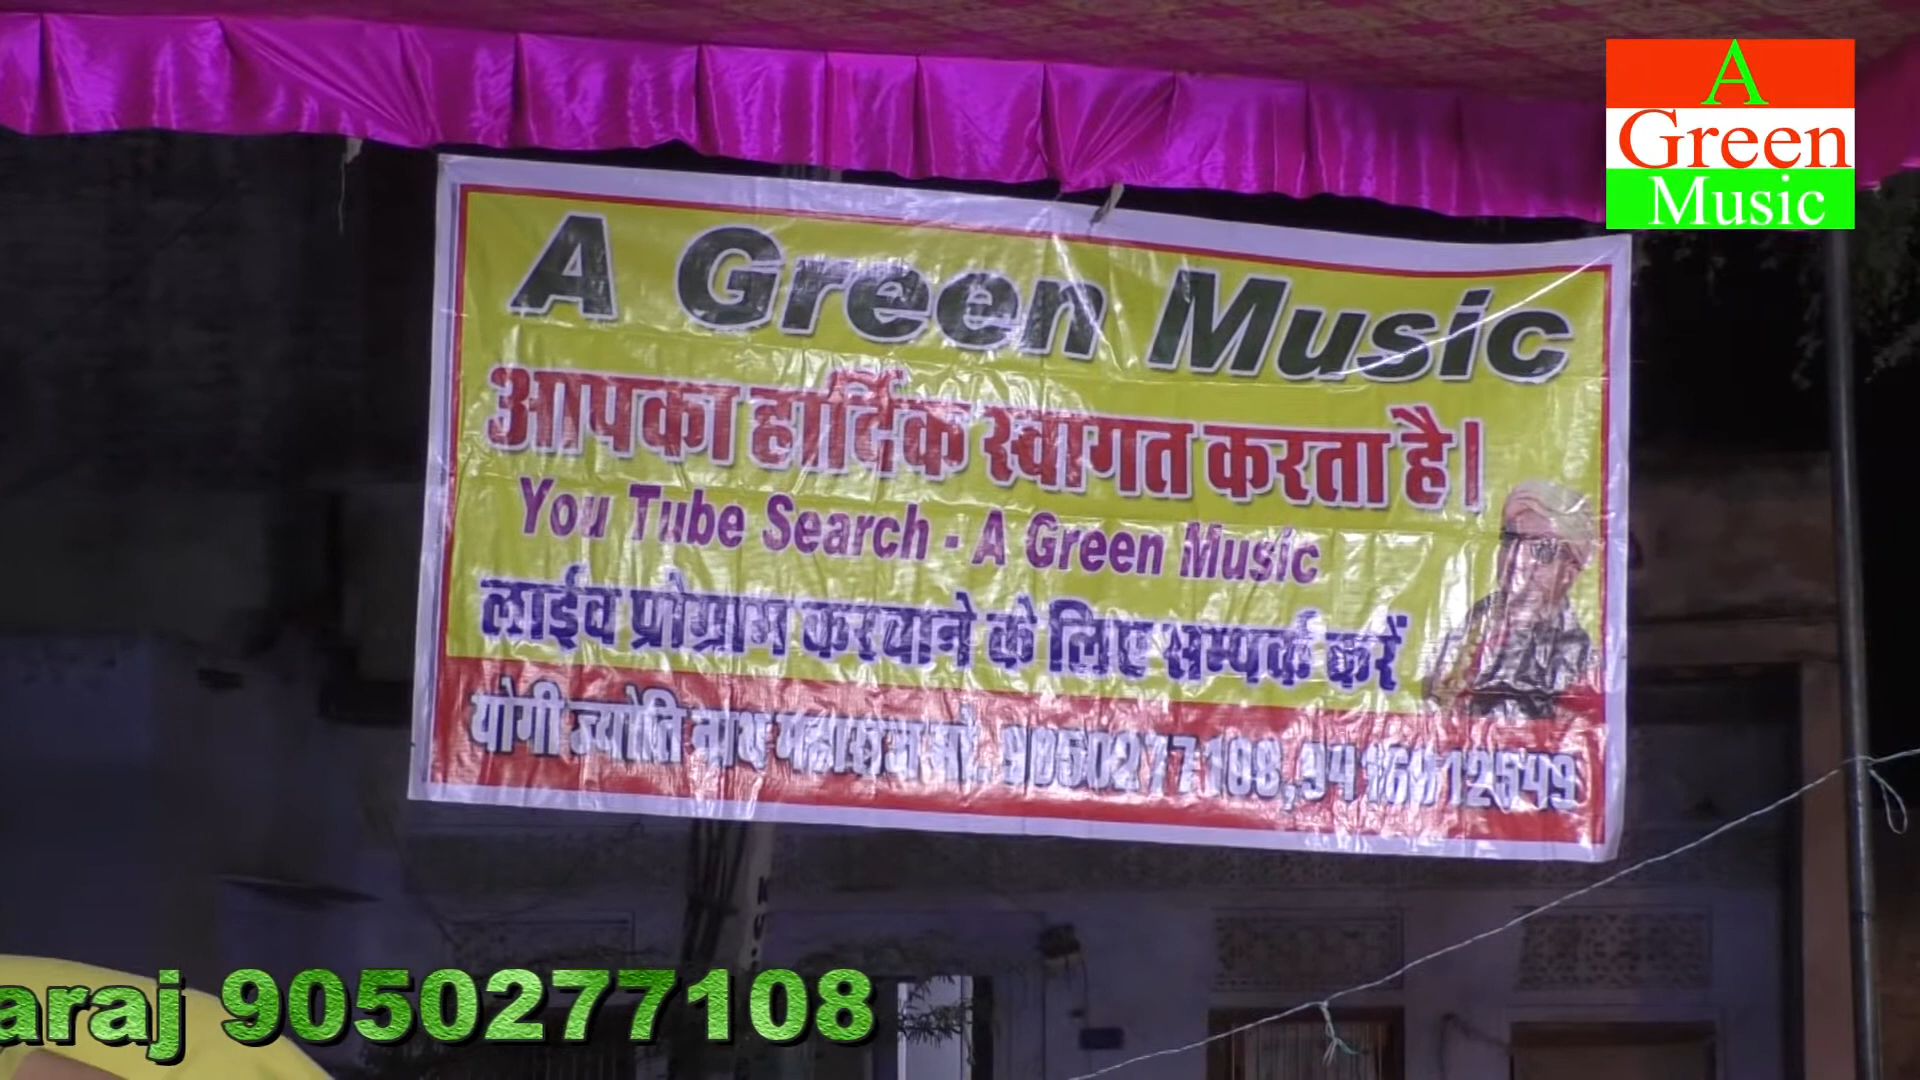 A
Green
Music
A Green Music
आपका हार्दिक स्वागत करता है।
You Tube Search - A Green Music
लाईव प्रोग्राम करवाने के लिए सम्पर्क करें
योगी ज्योति नाथ महाराज मो. 9050277108,9416912549
araj 9050277108